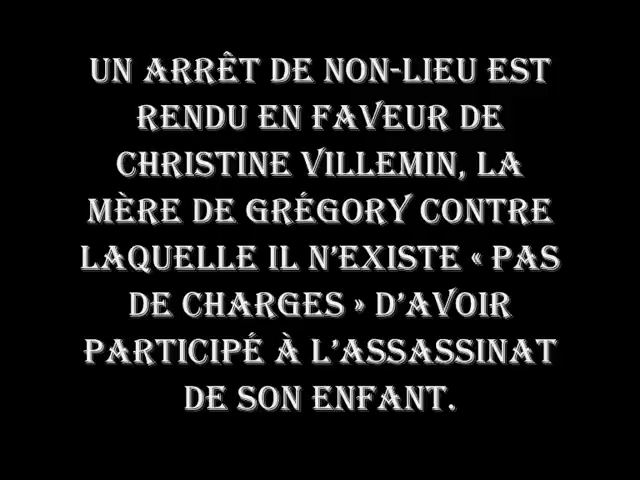 UN ARRÊT DE NON-LIEU EST
RENDU EN FAVEUR DE
CHRISTINE VILLEMIN, LA
MÈRE DE GRÉGORY CONTRE
LAQUELLE IL N’EXISTE « PAS
DE CHARGES » D’AVOIR
PARTICIPÉ À L’ASSASSINAT
DE SON ENFANT.